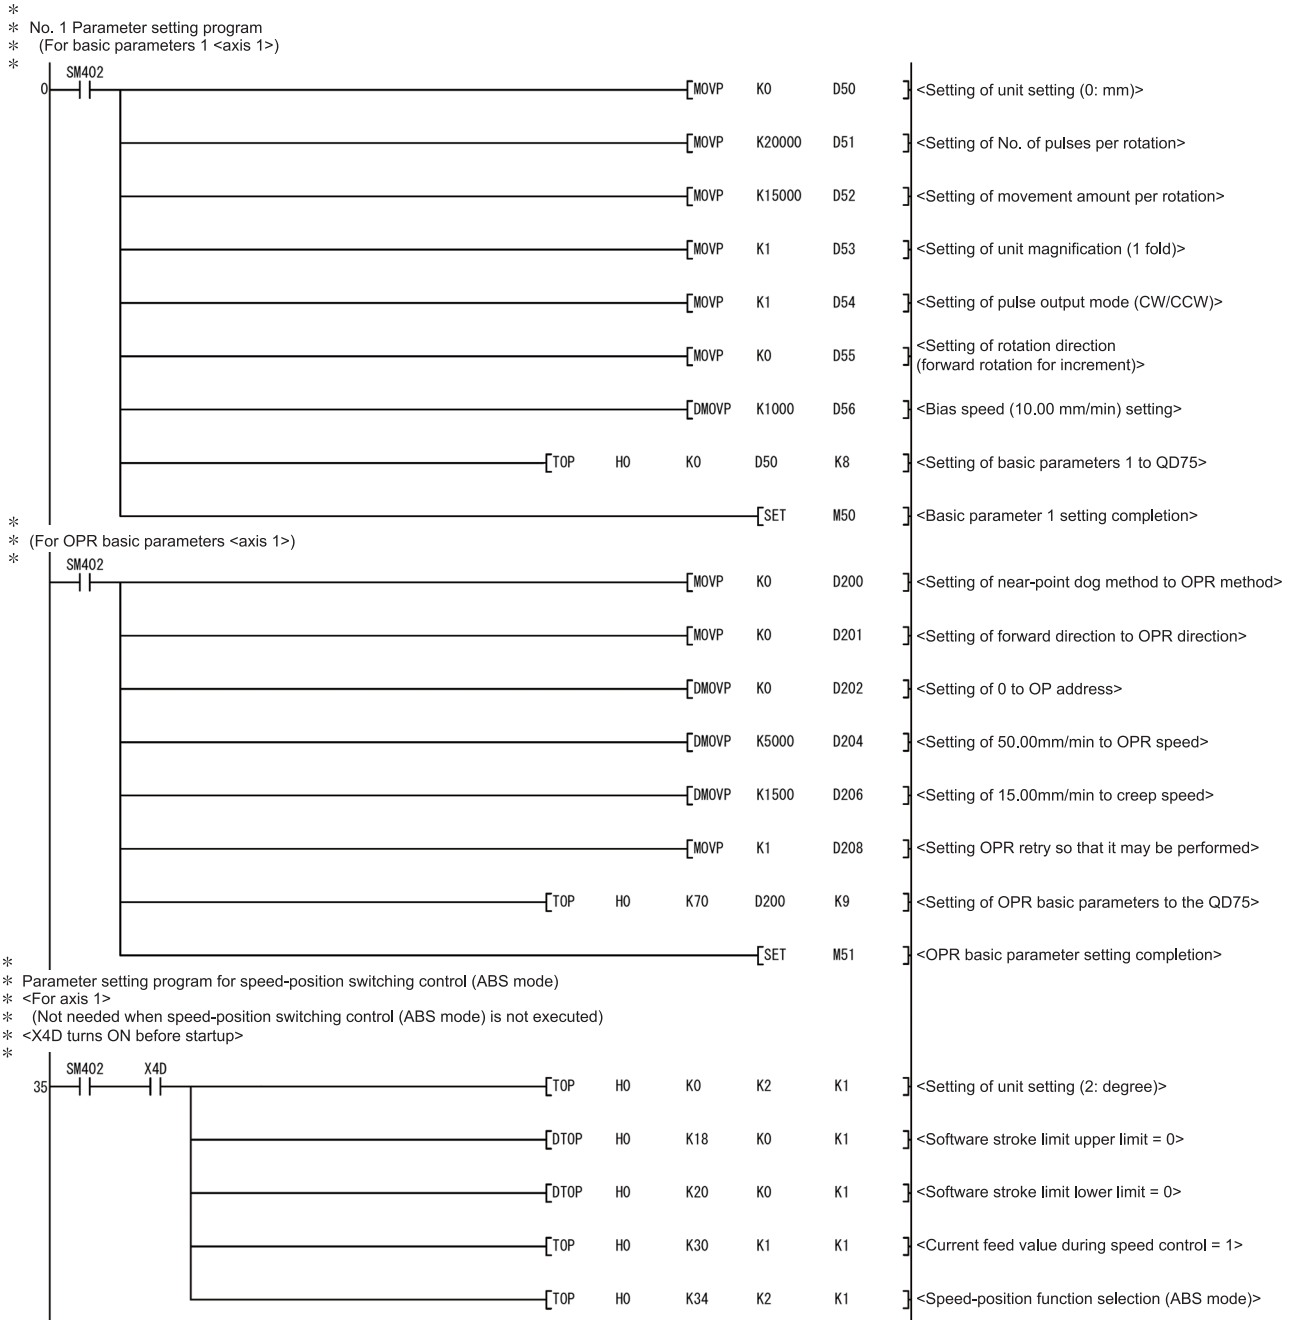 *
* No. 1 Parameter setting program
* (For basic parameters 1 <axis 1>)
*
SM402
0 [MOVP K0 D50 ] <Setting of unit setting (0: mm)>
[MOVP K20000 D51 ] <Setting of No. of pulses per rotation>
[MOVP K15000 D52 ] <Setting of movement amount per rotation>
[MOVP K1 D53 ] <Setting of unit magnification (1 fold)>
[MOVP K1 D54 ] <Setting of pulse output mode (CW/CCW)>
[MOVP K0 D55 ] <Setting of rotation direction
(forward rotation for increment)>
[DMOVP K1000 D56 ] <Bias speed (10.00 mm/min) setting>
[TOP H0 K0 D50 K8 ] <Setting of basic parameters 1 to QD75>
[SET M50 ] <Basic parameter 1 setting completion>
*
* (For OPR basic parameters <axis 1>)
*
SM402
[MOVP K0 D200 ] <Setting of near-point dog method to OPR method>
[MOVP K0 D201 ] <Setting of forward direction to OPR direction>
[DMOVP K0 D202 ] <Setting of 0 to OP address>
[DMOVP K5000 D204 ] <Setting of 50.00mm/min to OPR speed>
[DMOVP K1500 D206 ] <Setting of 15.00mm/min to creep speed>
[MOVP K1 D208 ] <Setting OPR retry so that it may be performed>
[TOP H0 K70 D200 K9 ] <Setting of OPR basic parameters to the QD75>
[SET M51 ] <OPR basic parameter setting completion>
*
* Parameter setting program for speed-position switching control (ABS mode)
* <For axis 1>
* (Not needed when speed-position switching control (ABS mode) is not executed)
* <X4D turns ON before startup>
*
SM402 X4D
35 [TOP H0 K0 K2 K1 ] <Setting of unit setting (2: degree)>
[DTOP H0 K18 K0 K1 ] <Software stroke limit upper limit = 0>
[DTOP H0 K20 K0 K1 ] <Software stroke limit lower limit = 0>
[TOP H0 K30 K1 K1 ] <Current feed value during speed control = 1>
[TOP H0 K34 K2 K1 ] <Speed-position function selection (ABS mode)>